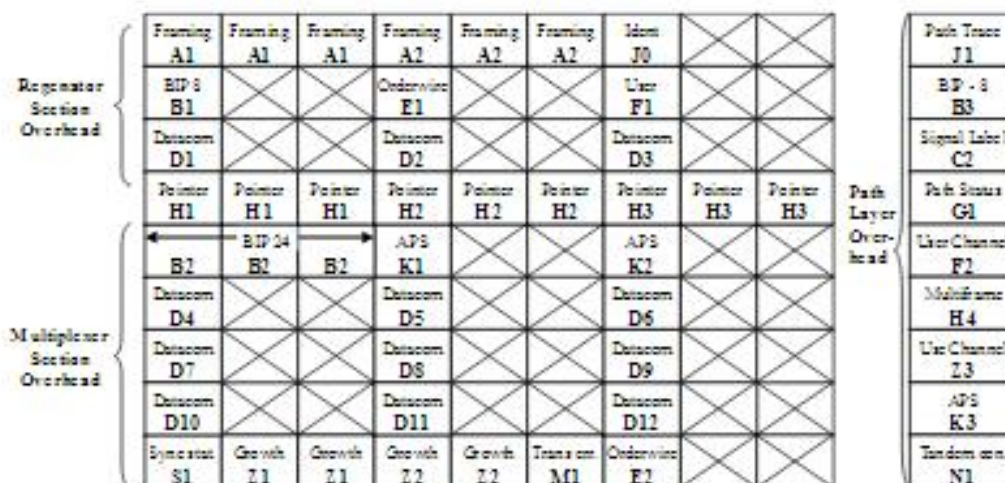 Framing Framing Framing Framing Framing Framing Ident Path Trace
A1 A1 A1 A2 A2 A2 J0 J1
Regenator Section Overhead
BIP 8 Orderwire User BIP - 8
B1 E1 F1 B3
Datacom Datacom Datacom Signal Label
D1 D2 D3 C2
Pointer Pointer Pointer Pointer Pointer Pointer Pointer Pointer Pointer Path Status
H1 H1 H1 H2 H2 H2 H3 H3 H3 G1
Path Layer Over- head
BIP 24 APS APS User Channel
B2 B2 B2 K1 K2 F2
Datacom Datacom Datacom Multiframe
D4 D5 D6 H4
Multiplexer Section Overhead
Datacom Datacom Datacom Use Channel
D7 D8 D9 Z3
Datacom Datacom Datacom APS
D10 D11 D12 K3
Sync stat. Growth Growth Growth Growth Orderwire Tandem con.
S1 Z1 Z1 Z2 Z2 M1 E2 N1